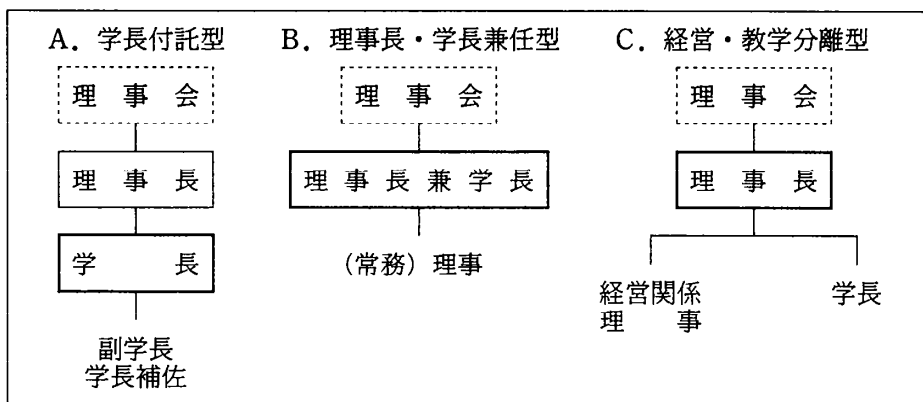 A．学長付託型
理事会
理事長
学長
副学長
学長補佐
B．理事長・学長兼任型
理事会
理事長兼学長
（常務）理事
C．経営・教学分離型
理事会
理事長
経営関係
理事
学長